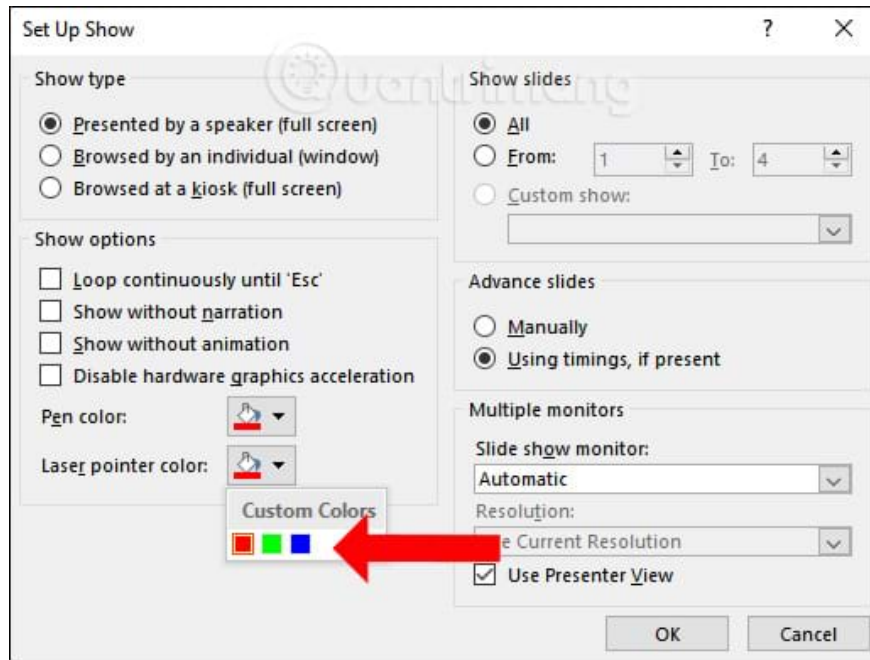 Set Up Show
?
Quantrimang
Show type
Presented by a speaker (full screen)
Browsed by an individual (window)
Browsed at a kiosk (full screen)
Show options
Loop continuously until 'Esc'
Show without narration
Show without animation
Disable hardware graphics acceleration
Pen color:
Laser pointer color:
Custom Colors
Show slides
All
From: 1 To: 4
Custom show:
Advance slides
Manually
Using timings, if present
Multiple monitors
Slide show monitor:
Automatic
Resolution:
e Current Resolution
Use Presenter View
OK Cancel